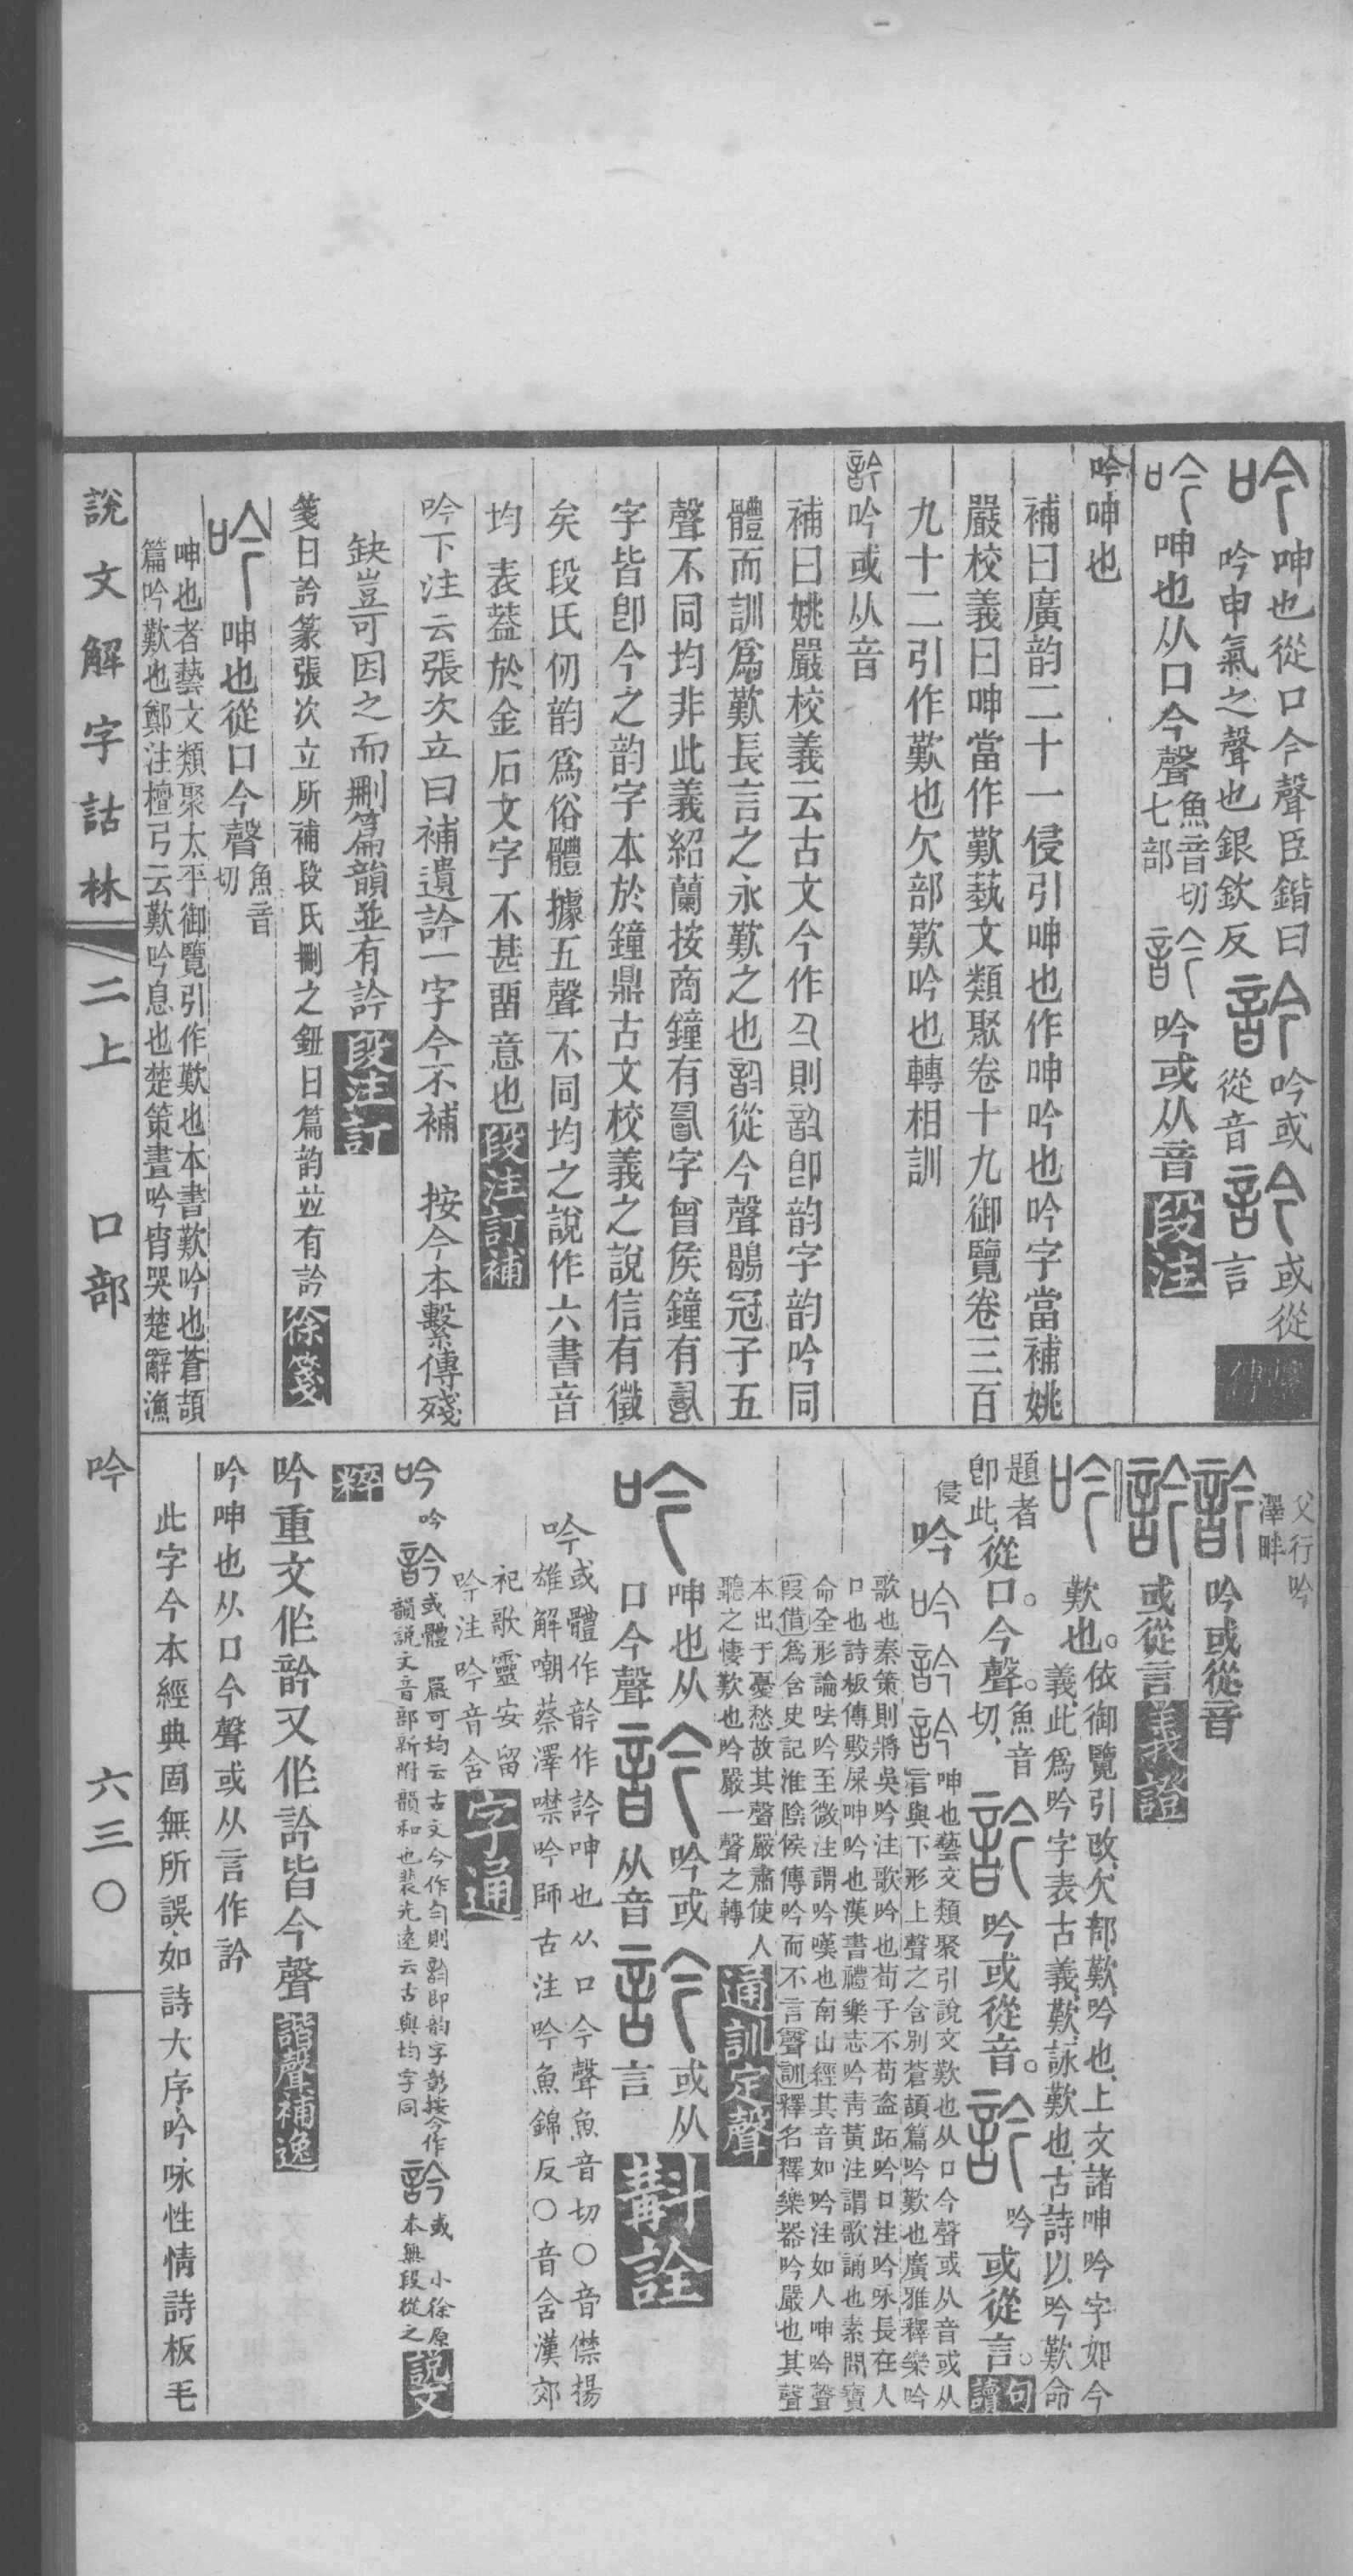 吟呻也從口今聲臣鍇曰
吟申氣之聲也銀欽反
䪩吟或
從音
訡或從
言
繫傳
吟呻也从口今聲魚音切
七部
䪩吟或从音段注
吟呻也
補曰廣韵二十一侵引呻也作呻吟也吟字當補姚
嚴校義曰呻當作歎蓺文類聚卷十九御覽卷三百
九十二引作歎也欠部歎吟也轉相訓
䪩吟或从音
補曰姚嚴校義云古文今作勻則韵卽韵字韵吟同
體而訓爲歎長言之永歎之也從今聲鶡冠子五
聲不同均非此義紹蘭按商鐘有字曾侯鐘有
字皆卽今之韵字本於鐘鼎古文校義之說信有徵
矣 段氏仞韵爲俗體據五聲不同均之說作六書音
均表葢於金石文字不甚畱意也段注訂補
吟下注云張次立曰補遺訡一字今不補 按今本繫傳殘
缺豈可因之而刪篇韻並有訡段注訂
箋曰訡篆張次立所補段氏刪之鈕曰篇韵竝有訡徐箋
吟呻也從口今聲魚音
切
呻也者藝文類聚太平御覽引作歎也本書歎吟也蒼頡
篇吟歎也鄭注檀弓云歎吟息也楚策晝吟宵哭楚辭漁
父行吟
澤畔
䪩吟或從音
訡或從言義證
吟歎也。依御覽引改欠部歎吟也上文諸呻吟字如今
義此爲吟字表古義歎詠歎也古詩以吟歎命
題者
卽此從口。今聲。魚音
切
䪩吟或從音。訡吟或從言。句讀
侵
吟吟䪩訡呻也藝文類聚引說文歎也从口今聲或从音或从
言與下形上聲之含別蒼頡篇吟歎也廣雅釋樂吟
歌也秦策則將吳吟注歌吟也荀子不苟盜跖吟口注吟咏長在人
口也詩板傳殿屎呻吟也漢書禮樂志吟靑黃注謂歌誦也素問寶
命全形論呿吟至微注謂吟嘆也南山經其音如吟注如人呻吟聲
叚借爲含史記淮陰侯傳吟而不言聲訓釋名釋樂器吟嚴也其聲
本出于憂愁故其聲嚴肅使人
聽之悽歎也吟嚴一聲之轉通訓定聲
吟呻也从
口今聲䪩吟或
从音訡或从
言斠詮
吟或體作䪩作訡呻也从口今聲魚音切〇音噤揚
雄解嘲蔡澤噤吟師古注吟魚錦反〇音含漢郊
祀歌靈安留
吟注吟音含字通
吟吟䪩或體 嚴可均云古文今作勻則卽韵字彰按今作
韻說文音部新附韻和也裴光遠云古與均字同
訡或 小徐原
本無段從之說文
粹
吟重文作䪩又作訡皆今聲諧聲補逸
吟呻也从口今聲或从言作訡
此字今本經典固無所誤如詩大序吟咏性情詩板毛
說文解字詁林 二上 口部 吟 六三〇